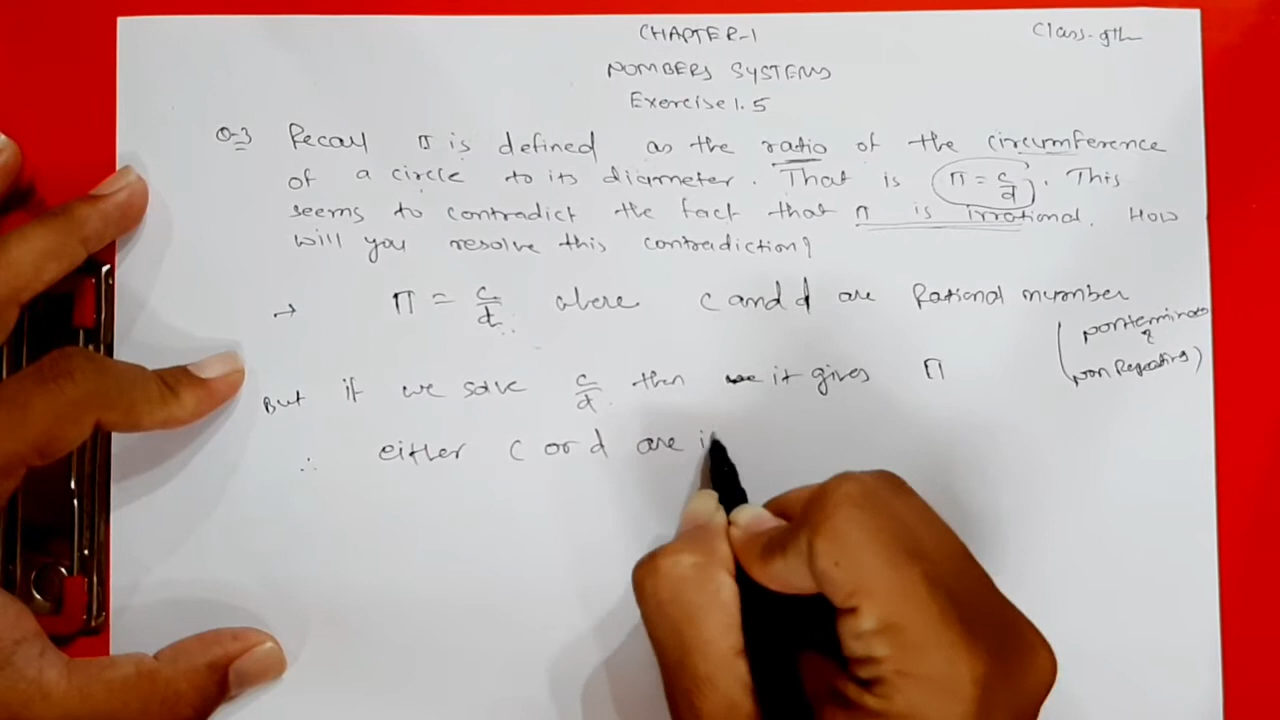 CHAPTER-1
Class-9th
NUMBERS SYSTEMS
Exercise 1.5
Q-3 Recall π is defined as the ratio of the circumference
of a circle to its diameter. That is π = c/d. This
seems to contradict the fact that π is irrational. How
will you resolve this contradiction?
→ π = c/d where c and d are Rational number
(nonterminate & non Repeating)
But if we solve c/d then it gives π
∴ either c or d are i